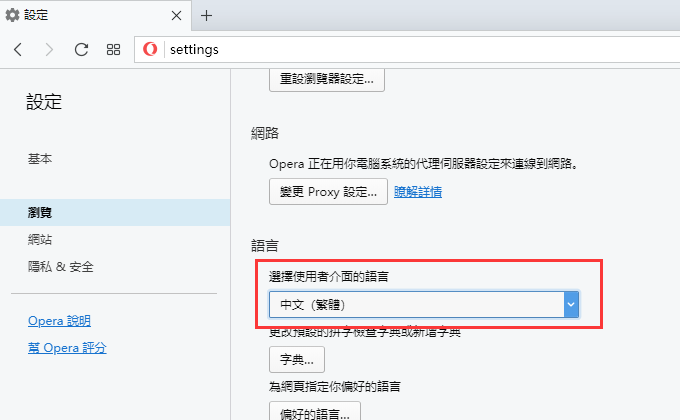 設定
settings
設定
基本
瀏覽
網站
隱私 & 安全
Opera 說明
幫 Opera 評分
重設瀏覽器設定...
網路
Opera 正在用你電腦系統的代理伺服器設定來連線到網路。
變更 Proxy 設定... 瞭解詳情
語言
選擇使用者介面的語言
中文（繁體）
更改預設的拼字檢查字典或新增字典
字典...
為網頁指定你偏好的語言
偏好的語言...